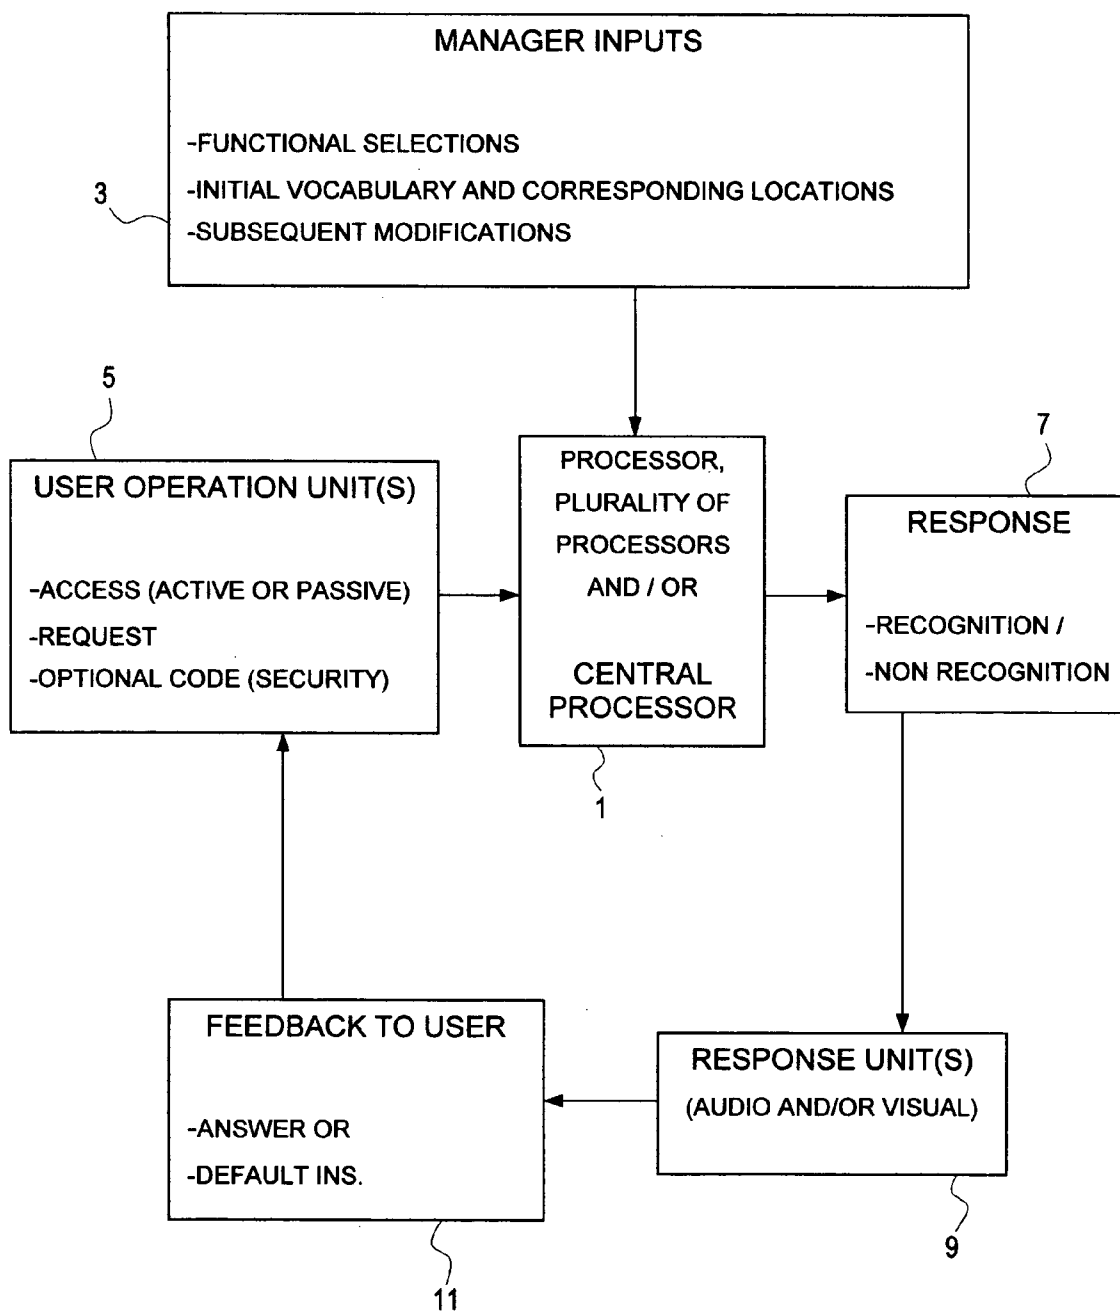 MANAGER INPUTS
-FUNCTIONAL SELECTIONS
-INITIAL VOCABULARY AND CORRESPONDING LOCATIONS
-SUBSEQUENT MODIFICATIONS
3
5
USER OPERATION UNIT(S)
-ACCESS (ACTIVE OR PASSIVE)
-REQUEST
-OPTIONAL CODE (SECURITY)
PROCESSOR,
PLURALITY OF
PROCESSORS
AND / OR
CENTRAL
PROCESSOR
1
7
RESPONSE
-RECOGNITION /
-NON RECOGNITION
FEEDBACK TO USER
-ANSWER OR
-DEFAULT INS.
11
RESPONSE UNIT(S)
(AUDIO AND/OR VISUAL)
9